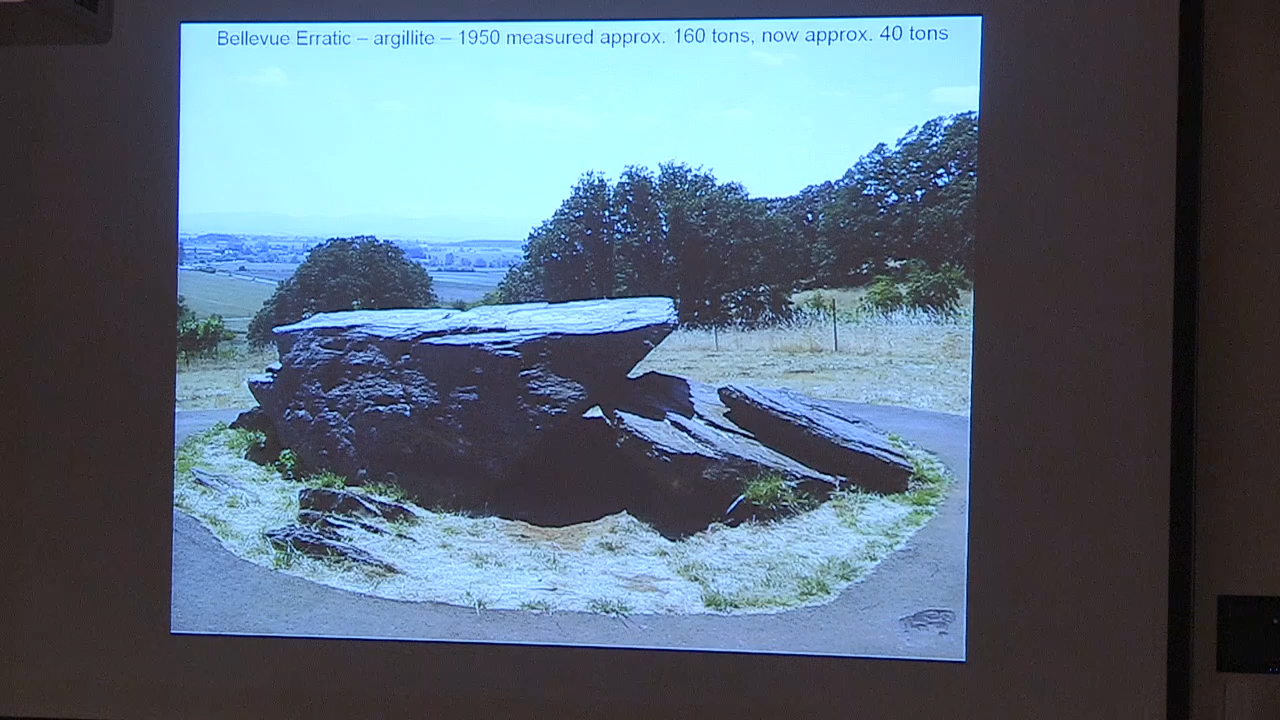 Bellevue Erratic – argillite – 1950 measured approx. 160 tons, now approx. 40 tons